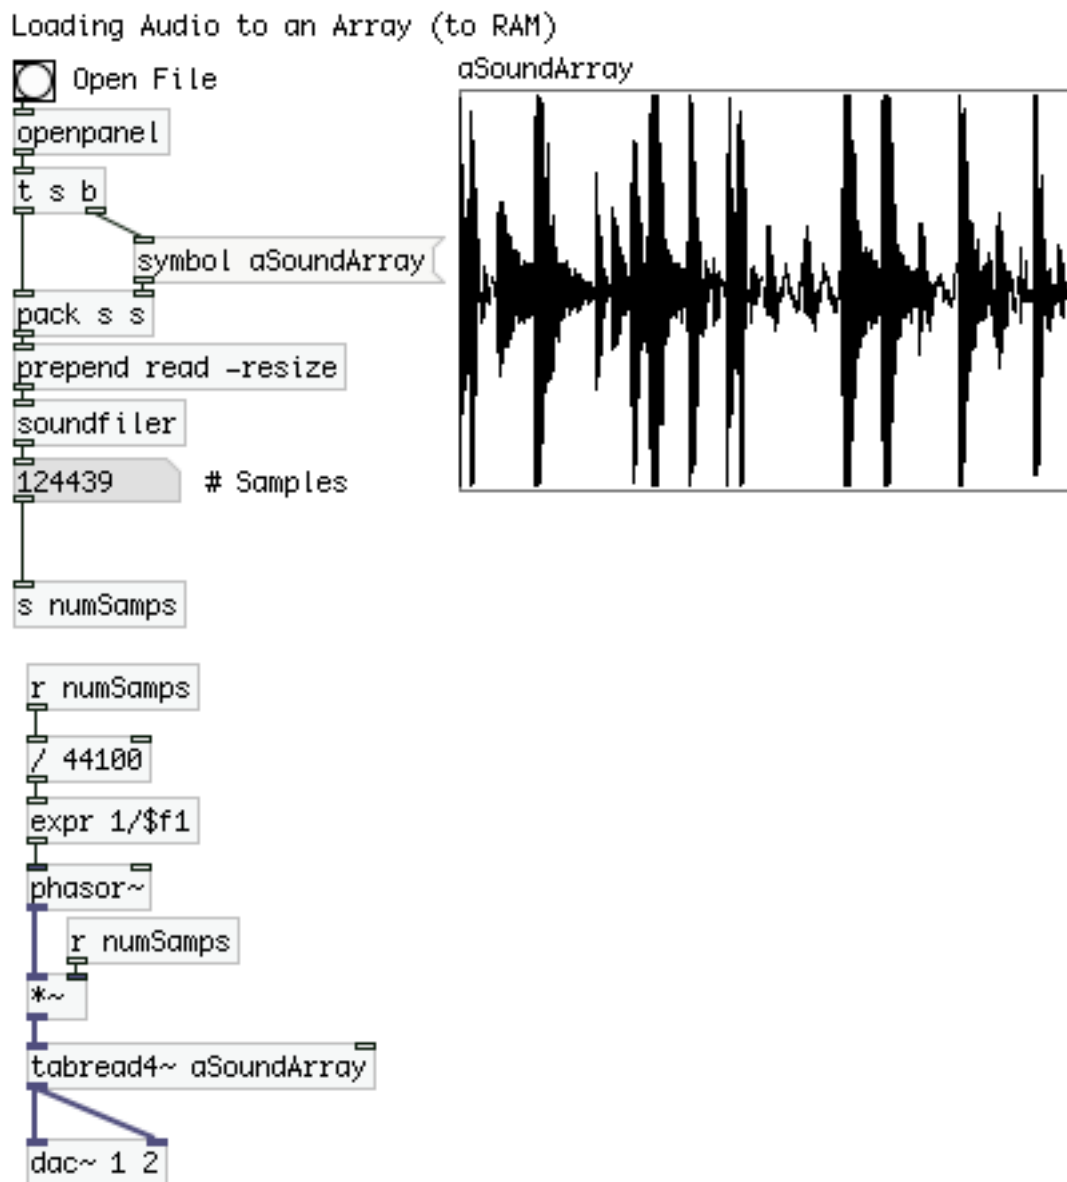 Loading Audio to an Array (to RAM)
Open File
aSoundArray
openpanel
t s b
symbol aSoundArray
pack s s
prepend read -resize
soundfiler
124439
# Samples
s numSamps
r numSamps
/ 44100
expr 1/$f1
phasor~
r numSamps
*~
tabread4~ aSoundArray
dac~ 1 2